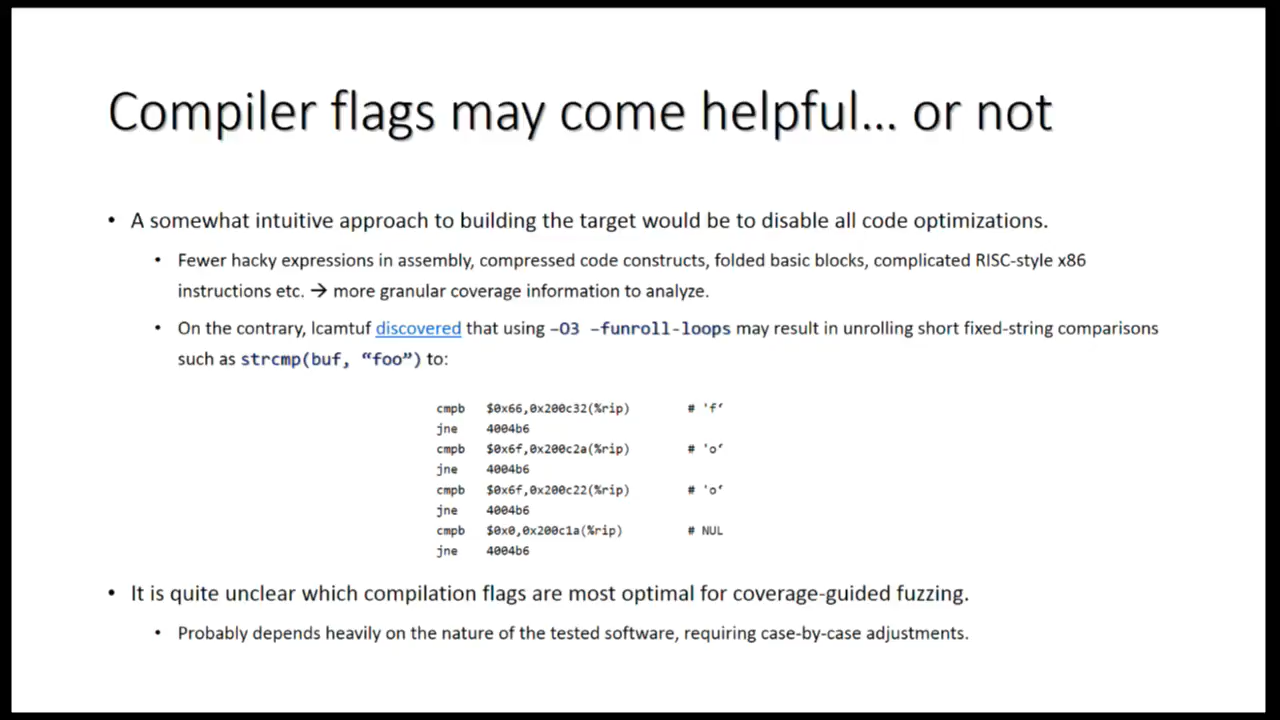 Compiler flags may come helpful... or not
• A somewhat intuitive approach to building the target would be to disable all code optimizations.
• Fewer hacky expressions in assembly, compressed code constructs, folded basic blocks, complicated RISC-style x86
instructions etc. → more granular coverage information to analyze.
• On the contrary, lcamtuf discovered that using -O3 -funroll-loops may result in unrolling short fixed-string comparisons
such as strcmp(buf, “foo”) to:
cmpb $0x66,0x200c32(%rip) # 'f‘
jne 4004b6
cmpb $0x6f,0x200c2a(%rip) # 'o‘
jne 4004b6
cmpb $0x6f,0x200c22(%rip) # 'o‘
jne 4004b6
cmpb $0x0,0x200c1a(%rip) # NUL
jne 4004b6
• It is quite unclear which compilation flags are most optimal for coverage-guided fuzzing.
• Probably depends heavily on the nature of the tested software, requiring case-by-case adjustments.